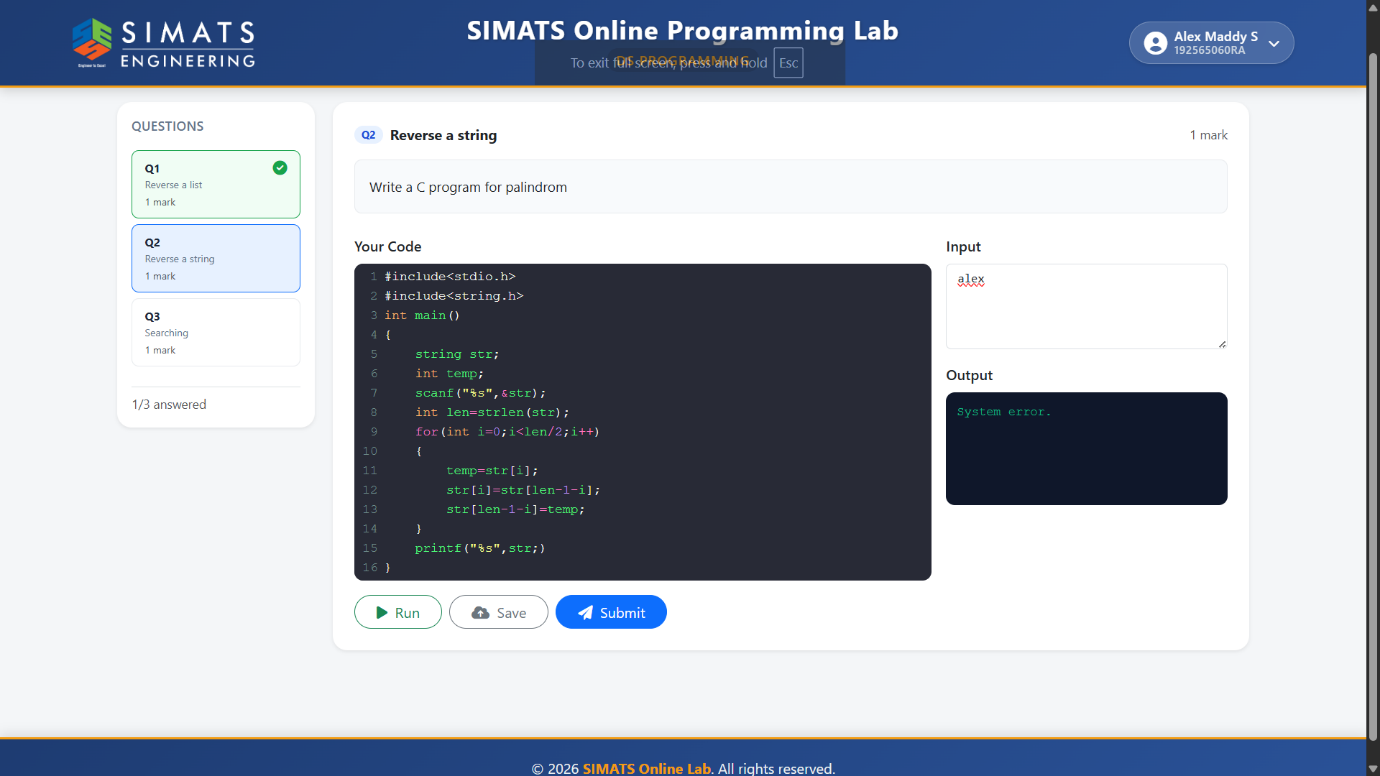 SIMATS
ENGINEERING
Engineer to Excel
SIMATS Online Programming Lab
OS PROGRAMMING
To exit full screen, press and hold Esc
Alex Maddy S
192565060RA
QUESTIONS
Q1
Reverse a list
1 mark
Q2
Reverse a string
1 mark
Q3
Searching
1 mark
1/3 answered
Q2 Reverse a string
1 mark
Write a C program for palindrom
Your Code
1 #include<stdio.h>
2 #include<string.h>
3 int main()
4 {
5     string str;
6     int temp;
7     scanf("%s",&str);
8     int len=strlen(str);
9     for(int i=0;i<len/2;i++)
10     {
11         temp=str[i];
12         str[i]=str[len-1-i];
13         str[len-1-i]=temp;
14     }
15     printf("%s",str;)
16 }
Run
Save
Submit
Input
alex
Output
System error.
© 2026 SIMATS Online Lab. All rights reserved.